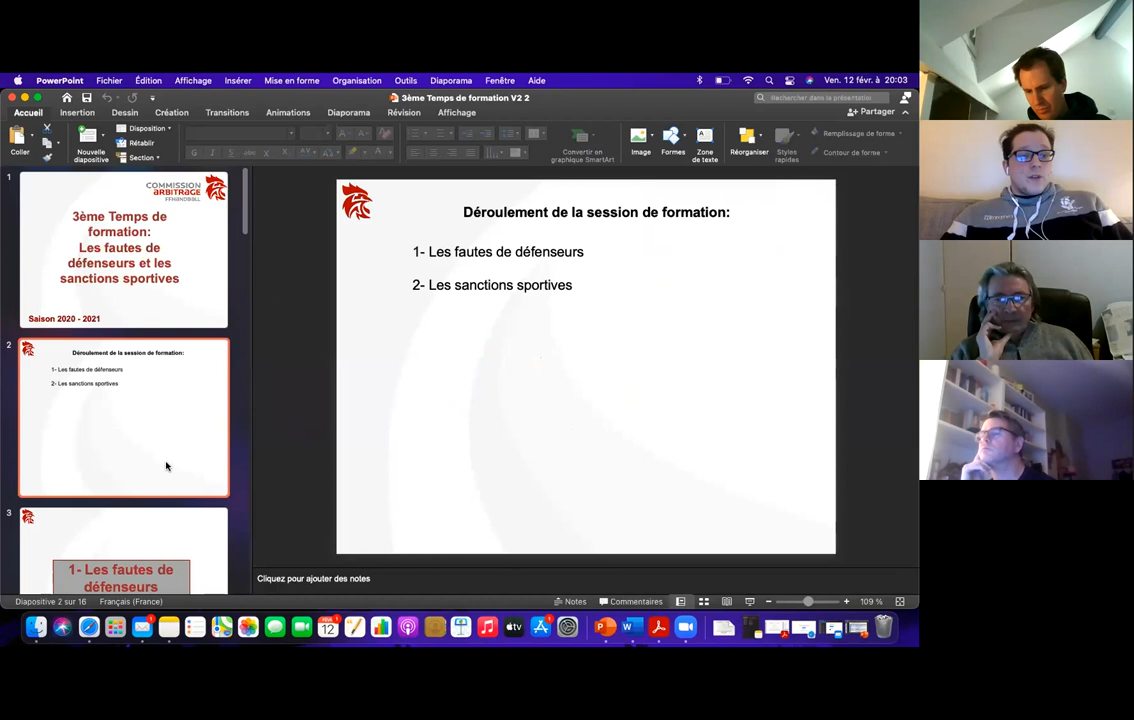 PowerPoint Fichier Édition Affichage Insérer Mise en forme Organisation Outils Diaporama Fenêtre Aide Ven. 12 févr. à 20:03
3ème Temps de formation V2 2
Rechercher dans la présentation
Accueil Insertion Dessin Création Transitions Animations Diaporama Révision Affichage
Partager
Coller
Nouvelle diapositive
Disposition
Rétablir
Section
G I S
Convertir en graphique SmartArt
Image
Formes
Zone de texte
Réorganiser
Styles rapides
Remplissage de forme
Contour de forme
1
COMMISSION
ARBITRAGE
FFHANDBALL
3ème Temps de
formation:
Les fautes de
défenseurs et les
sanctions sportives
Saison 2020 - 2021
2
Déroulement de la session de formation:
1- Les fautes de défenseurs
2- Les sanctions sportives
3
1- Les fautes de
défenseurs
Déroulement de la session de formation:
1- Les fautes de défenseurs
2- Les sanctions sportives
Cliquez pour ajouter des notes
Diapositive 2 sur 16 Français (France) Notes Commentaires 109 %
12